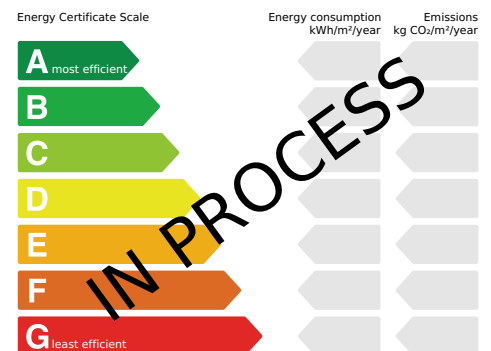 Energy Certificate Scale
Energy consumption
kWh/m²/year
Emissions
kg CO₂/m²/year
A most efficient
B
C
D
E
F
G least efficient
IN PROCESS